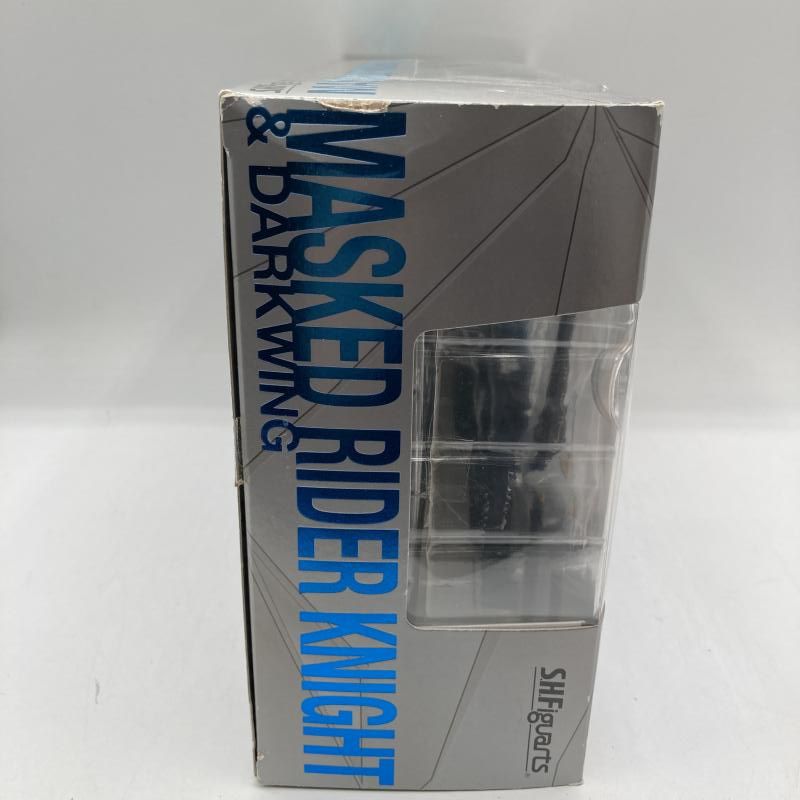 MASKED RIDER KNIGHT
& DARKWING
S.H.Figuarts®